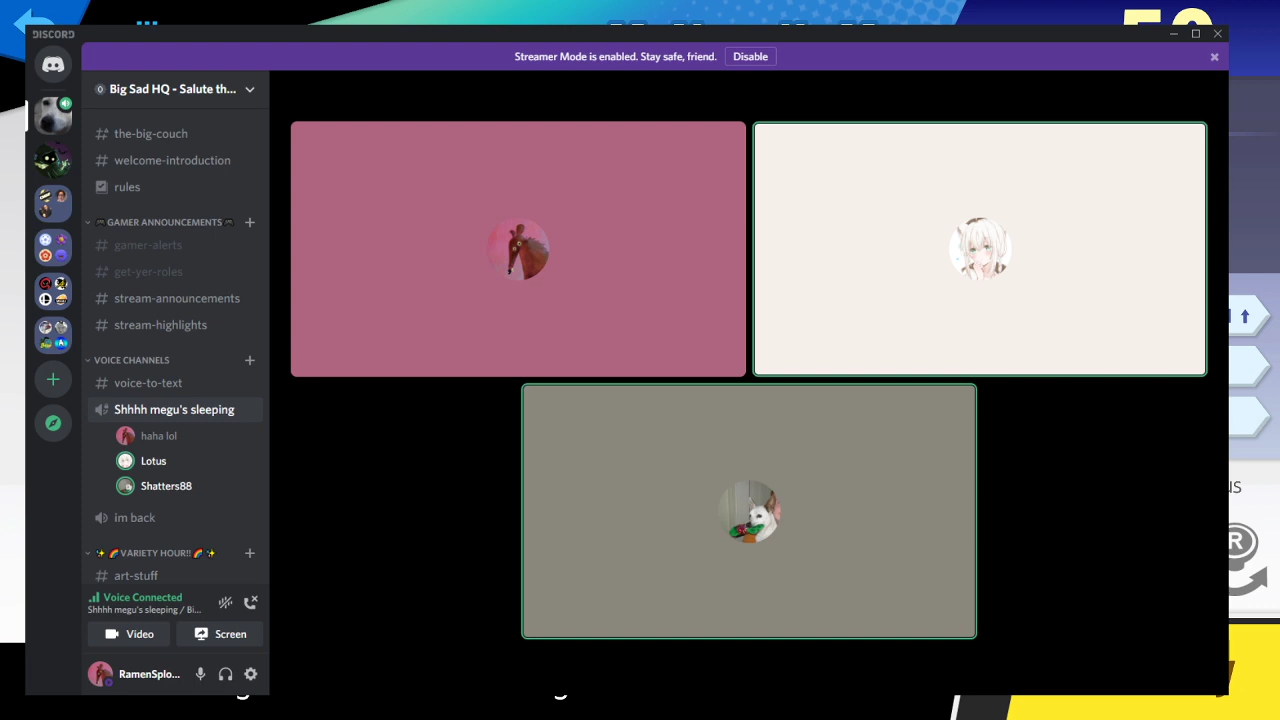 DISCORD
Streamer Mode is enabled. Stay safe, friend.
Disable
Big Sad HQ - Salute th...
the-big-couch
welcome-introduction
rules
GAMER ANNOUNCEMENTS
gamer-alerts
get-yer-roles
stream-announcements
stream-highlights
VOICE CHANNELS
voice-to-text
Shhhh megu's sleeping
haha lol
Lotus
Shatters88
im back
VARIETY HOUR!!
art-stuff
Voice Connected
Shhhh megu's sleeping / Bi...
Video
Screen
RamenSplo...
R